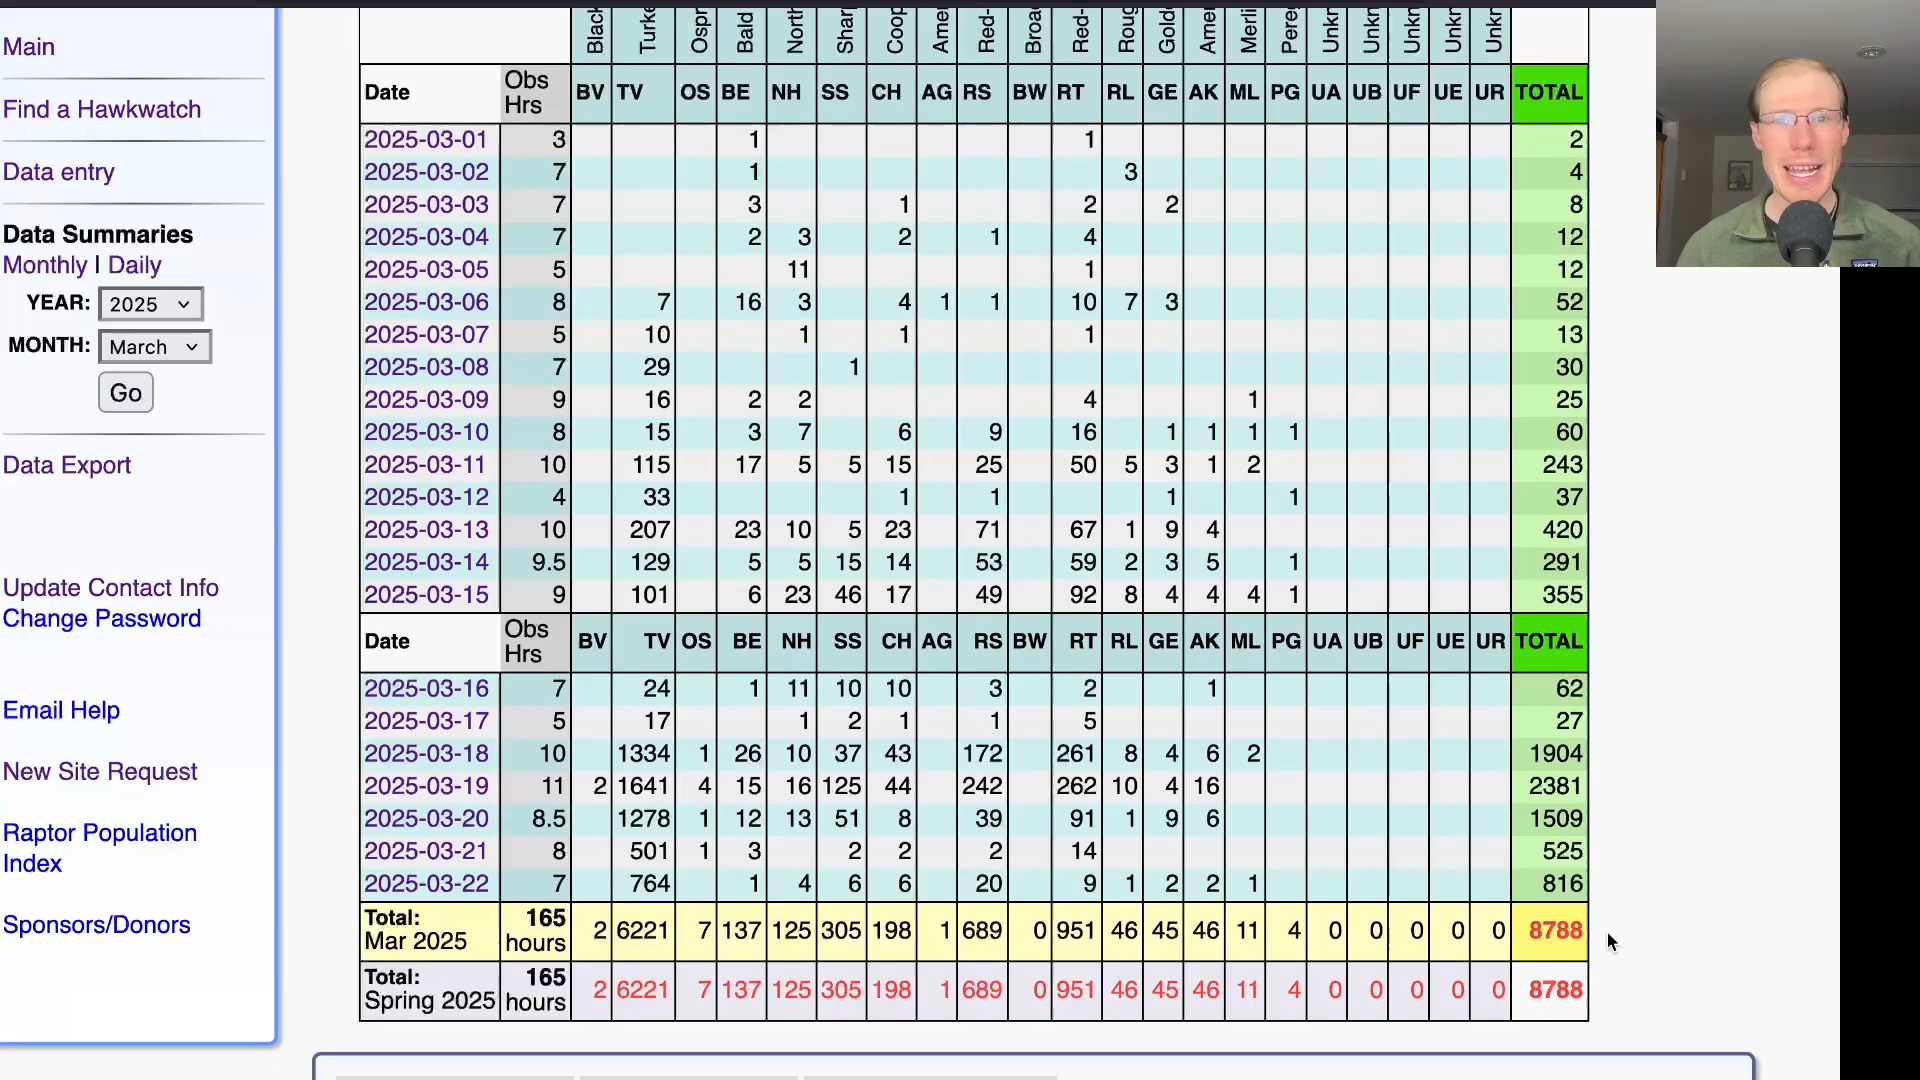 Main
Find a Hawkwatch
Data entry
Data Summaries
Monthly | Daily
YEAR: 2025
MONTH: March
Go
Data Export
Update Contact Info
Change Password
Email Help
New Site Request
Raptor Population
Index
Sponsors/Donors
Black Turke Ospr Bald North Shar Coop Ame Red- Broa Red- Roug Gold Amer Merli Pere Unkn Unkn Unkn Unkn Unkn
Date Obs Hrs BV TV OS BE NH SS CH AG RS BW RT RL GE AK ML PG UA UB UF UE UR TOTAL
2025-03-01 3 1 1 2
2025-03-02 7 1 3 4
2025-03-03 7 3 1 2 2 8
2025-03-04 7 2 3 2 1 4 12
2025-03-05 5 11 1 12
2025-03-06 8 7 16 3 4 1 1 10 7 3 52
2025-03-07 5 10 1 1 1 13
2025-03-08 7 29 1 30
2025-03-09 9 16 2 2 4 1 25
2025-03-10 8 15 3 7 6 9 16 1 1 1 1 60
2025-03-11 10 115 17 5 5 15 25 50 5 3 1 2 243
2025-03-12 4 33 1 1 1 1 37
2025-03-13 10 207 23 10 5 23 71 67 1 9 4 420
2025-03-14 9.5 129 5 5 15 14 53 59 2 3 5 1 291
2025-03-15 9 101 6 23 46 17 49 92 8 4 4 4 1 355
Date Obs Hrs BV TV OS BE NH SS CH AG RS BW RT RL GE AK ML PG UA UB UF UE UR TOTAL
2025-03-16 7 24 1 11 10 10 3 2 1 62
2025-03-17 5 17 1 2 1 1 5 27
2025-03-18 10 1334 1 26 10 37 43 172 261 8 4 6 2 1904
2025-03-19 11 2 1641 4 15 16 125 44 242 262 10 4 16 2381
2025-03-20 8.5 1278 1 12 13 51 8 39 91 1 9 6 1509
2025-03-21 8 501 1 3 2 2 2 14 525
2025-03-22 7 764 1 4 6 6 20 9 1 2 2 1 816
Total: Mar 2025 165 hours 2 6221 7 137 125 305 198 1 689 0 951 46 45 46 11 4 0 0 0 0 0 8788
Total: Spring 2025 165 hours 2 6221 7 137 125 305 198 1 689 0 951 46 45 46 11 4 0 0 0 0 0 8788